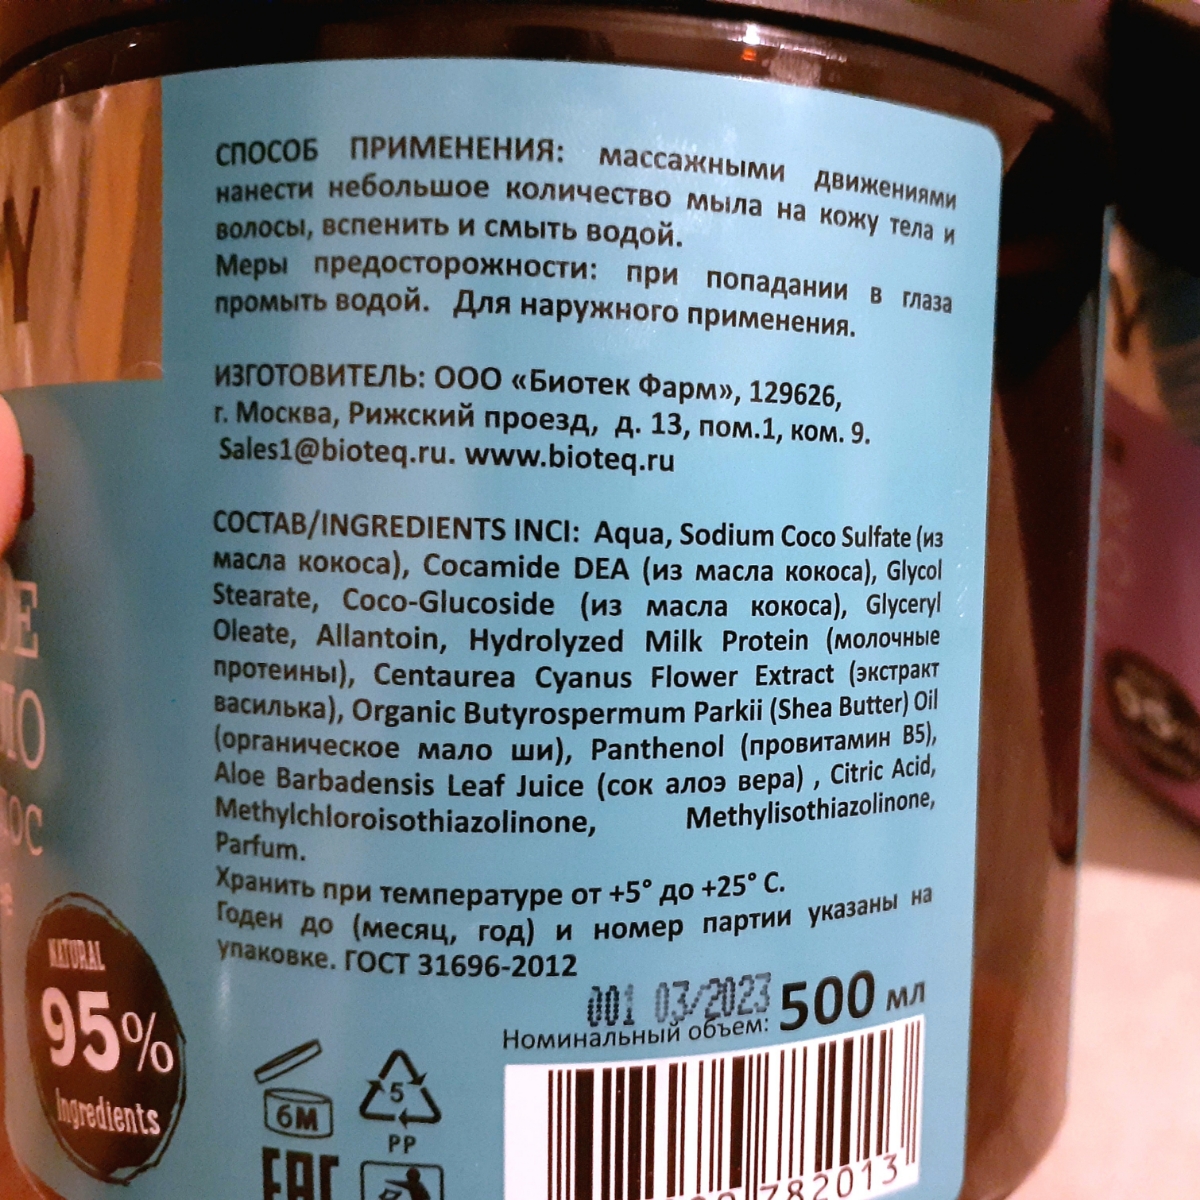 СПОСОБ ПРИМЕНЕНИЯ: массажными движениями
нанести небольшое количество мыла на кожу тела и
волосы, вспенить и смыть водой.
Меры предосторожности: при попадании в глаза
промыть водой. Для наружного применения.
ИЗГОТОВИТЕЛЬ: ООО «Биотек Фарм», 129626,
г. Москва, Рижский проезд, д. 13, пом.1, ком. 9.
Sales1@bioteq.ru. www.bioteq.ru
СОСТАВ/INGREDIENTS INCI: Aqua, Sodium Coco Sulfate (из
масла кокоса), Cocamide DEA (из масла кокоса), Glycol
Stearate, Coco-Glucoside (из масла кокоса), Glyceryl
Oleate, Allantoin, Hydrolyzed Milk Protein (молочные
протеины), Centaurea Cyanus Flower Extract (экстракт
василька), Organic Butyrospermum Parkii (Shea Butter) Oil
(органическое мало ши), Panthenol (провитамин В5),
Aloe Barbadensis Leaf Juice (сок алоэ вера) , Citric Acid,
Methylchloroisothiazolinone, Methylisothiazolinone,
Parfum.
Хранить при температуре от +5° до +25° С.
Годен до (месяц, год) и номер партии указаны на
упаковке. ГОСТ 31696-2012
001 03/2023
Номинальный объем: 500 мл
NATURAL
95%
Ingredients
6М
5
PP
EAC
782013